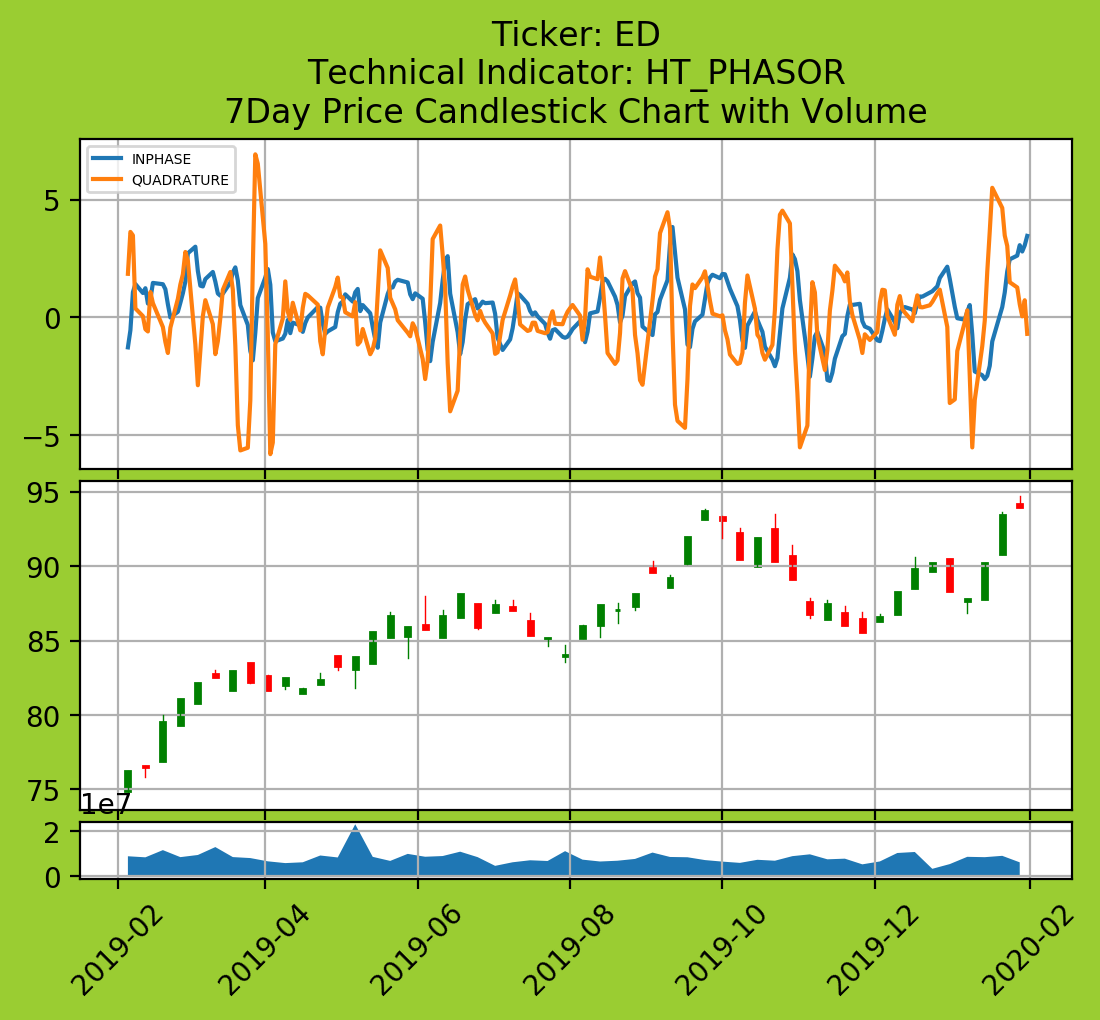 Ticker: ED
Technical Indicator: HT_PHASOR
7Day Price Candlestick Chart with Volume
INPHASE
QUADRATURE
5
0
−5
95
90
85
80
75
1e7
2
0
2019-02
2019-04
2019-06
2019-08
2019-10
2019-12
2020-02